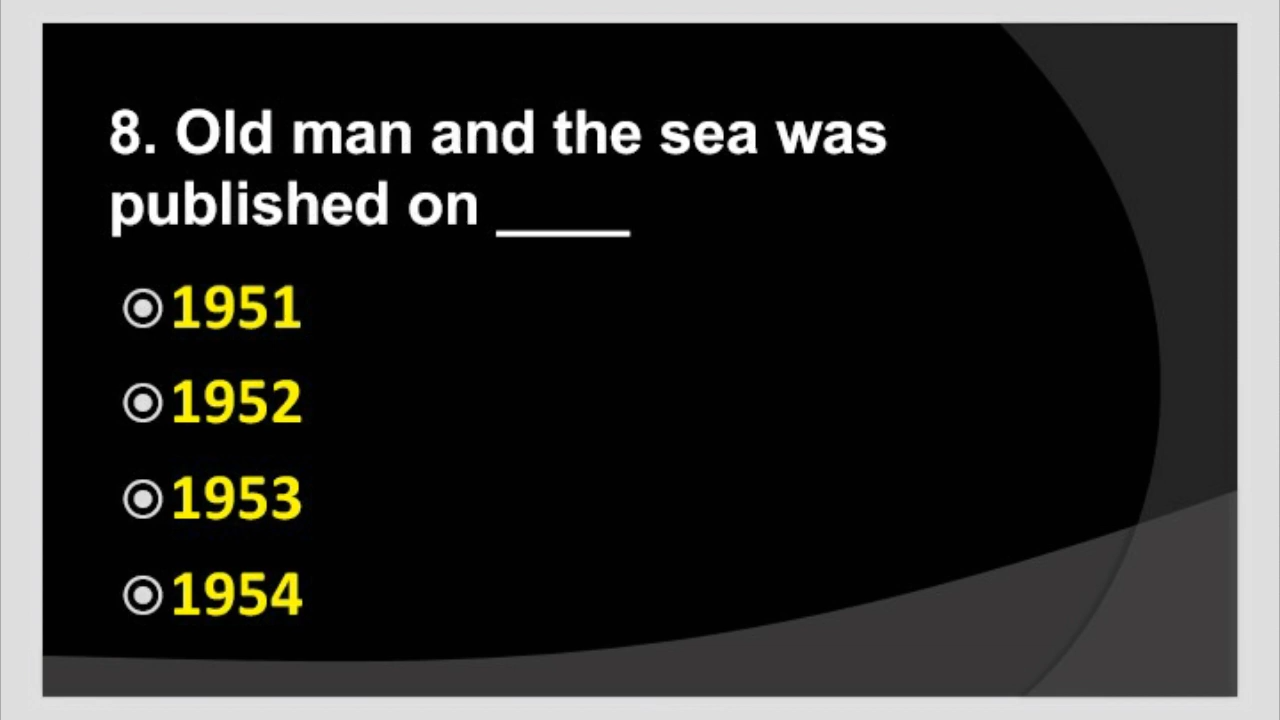 8. Old man and the sea was
published on ____
1951
1952
1953
1954